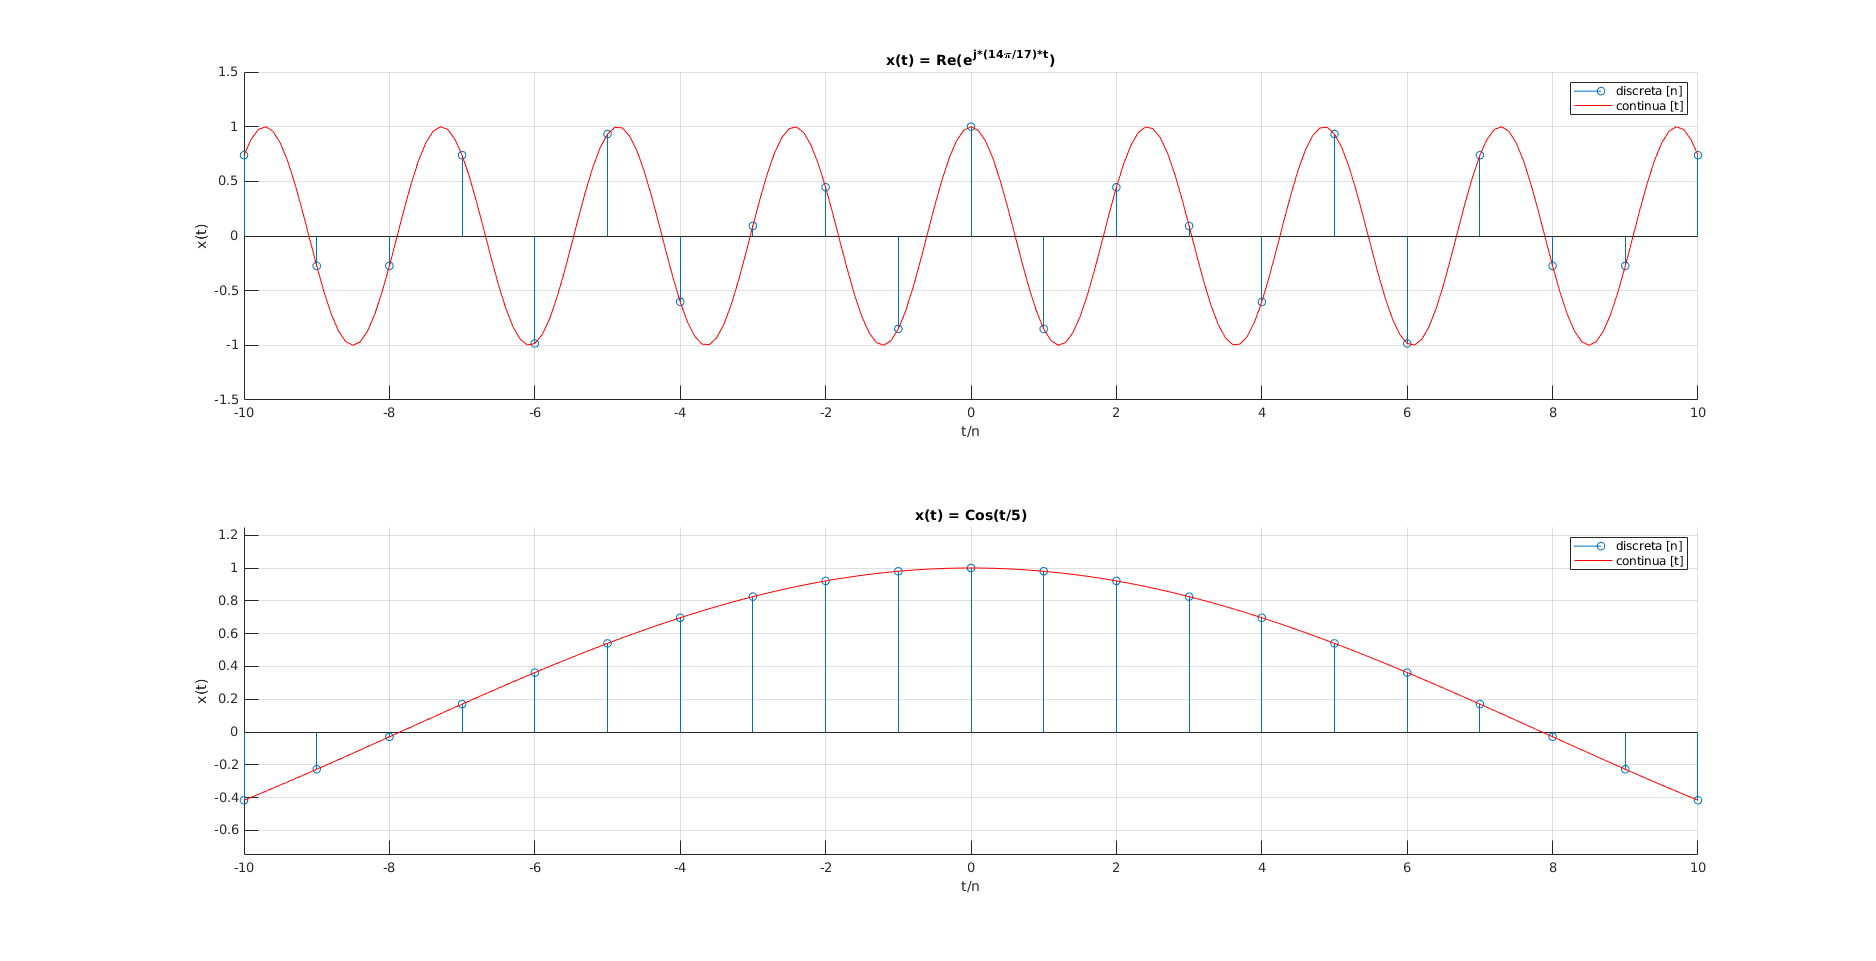 x(t) = Re(e^j*(14π/17)*t)
1.5
1
0.5
0
-0.5
-1
-1.5
x(t)
discreta [n]
continua [t]
-10 -8 -6 -4 -2 0 2 4 6 8 10
t/n
x(t) = Cos(t/5)
1.2
1
0.8
0.6
0.4
0.2
0
-0.2
-0.4
-0.6
x(t)
discreta [n]
continua [t]
-10 -8 -6 -4 -2 0 2 4 6 8 10
t/n